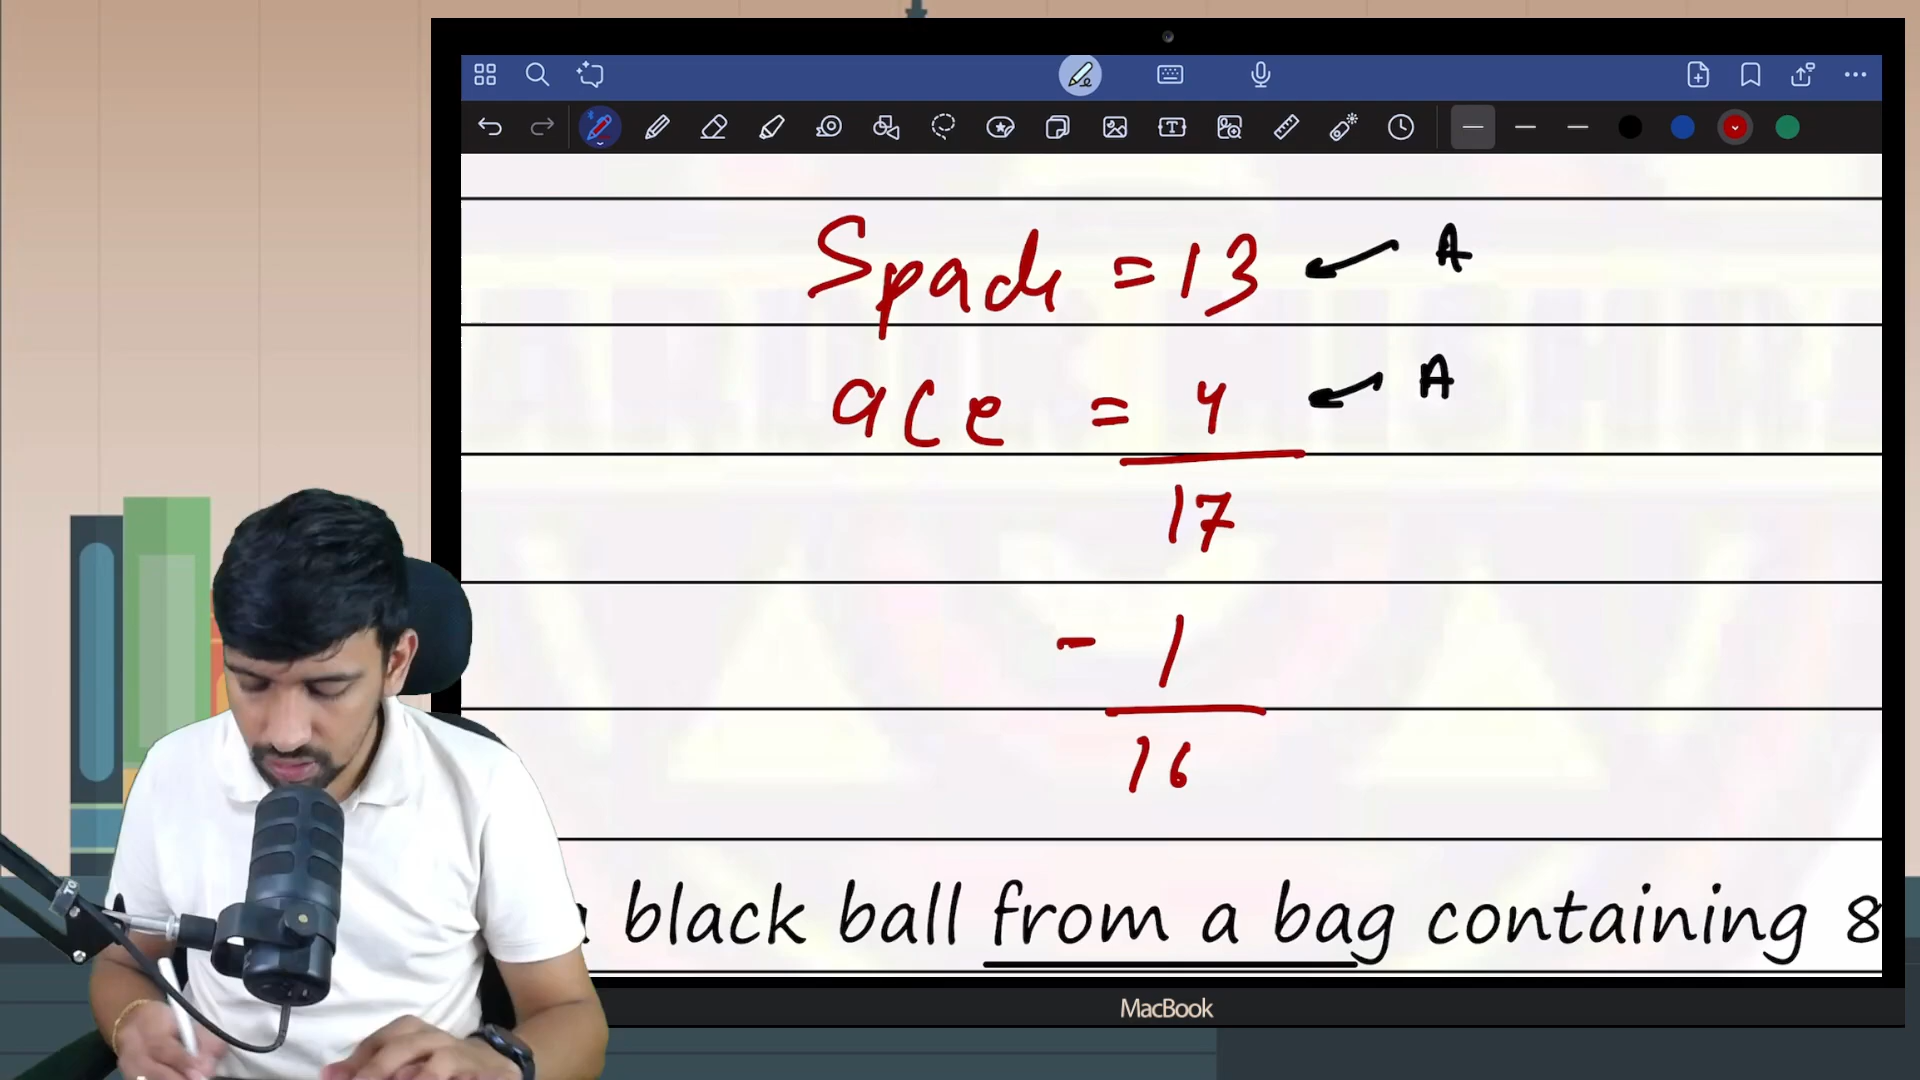 Spade = 13 A
ace = 4 A
17
- 1
16
black ball from a bag containing 8
MacBook